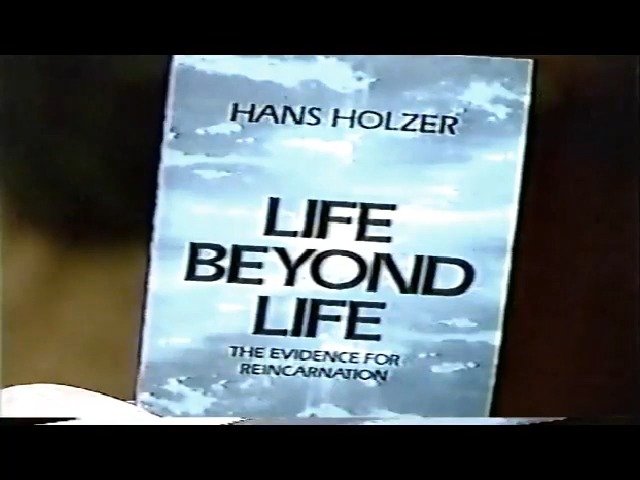 HANS HOLZER
LIFE
BEYOND
LIFE
THE EVIDENCE FOR
REINCARNATION